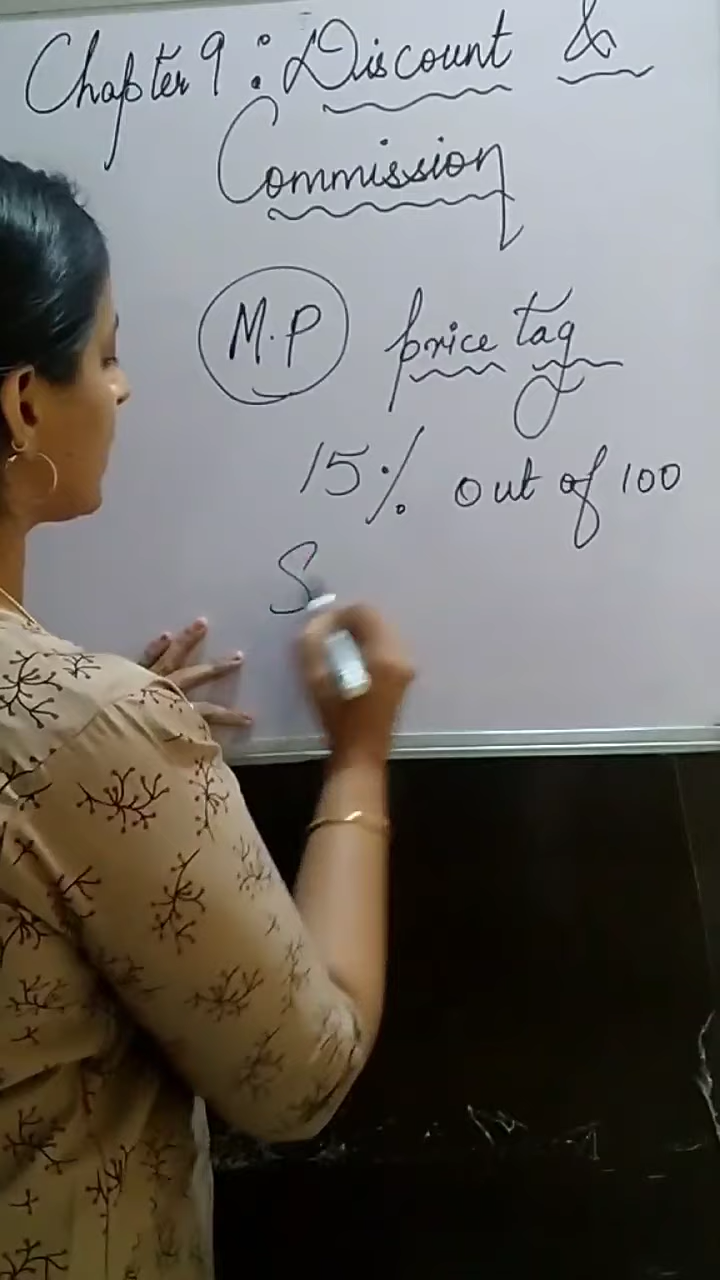 Chapter 9 : Discount &
Commission
M.P price tag
15% out of 100
S